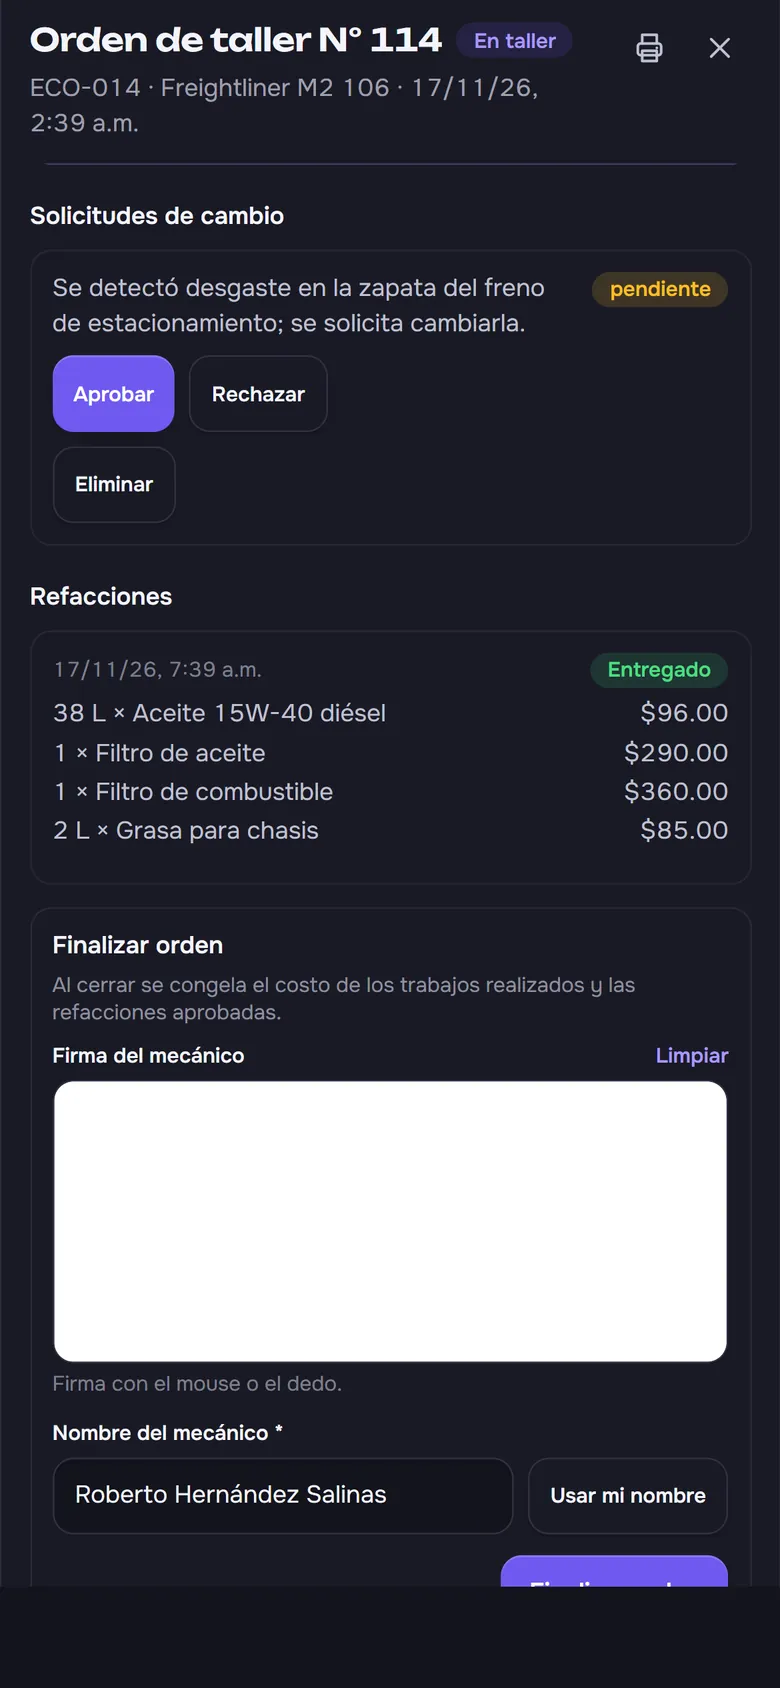 Orden de taller N° 114
En taller
ECO-014 · Freightliner M2 106 · 17/11/26,
2:39 a.m.
Solicitudes de cambio
Se detectó desgaste en la zapata del freno
de estacionamiento; se solicita cambiarla.
pendiente
Aprobar
Rechazar
Eliminar
Refacciones
17/11/26, 7:39 a.m.
Entregado
38 L × Aceite 15W-40 diésel $96.00
1 × Filtro de aceite $290.00
1 × Filtro de combustible $360.00
2 L × Grasa para chasis $85.00
Finalizar orden
Al cerrar se congela el costo de los trabajos realizados y las
refacciones aprobadas.
Firma del mecánico
Limpiar
Firma con el mouse o el dedo.
Nombre del mecánico *
Roberto Hernández Salinas
Usar mi nombre